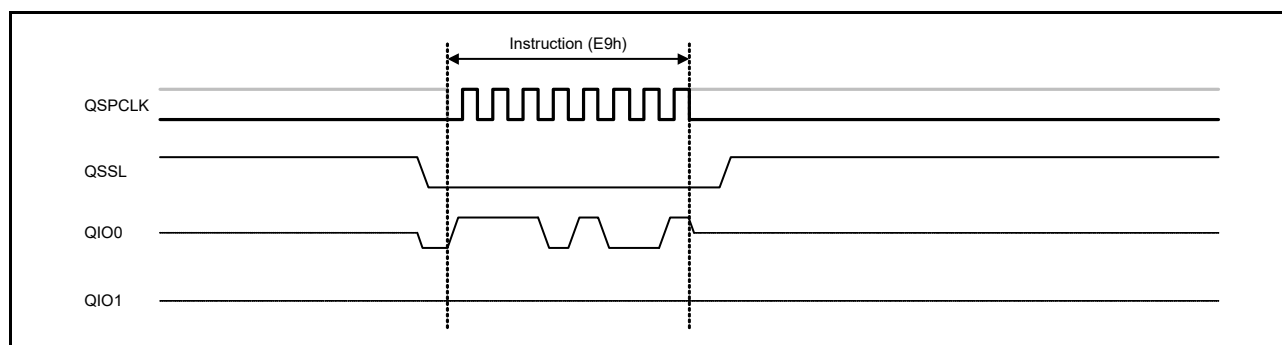 Instruction (E9h)
QSPCLK
QSSL
QIO0
QIO1